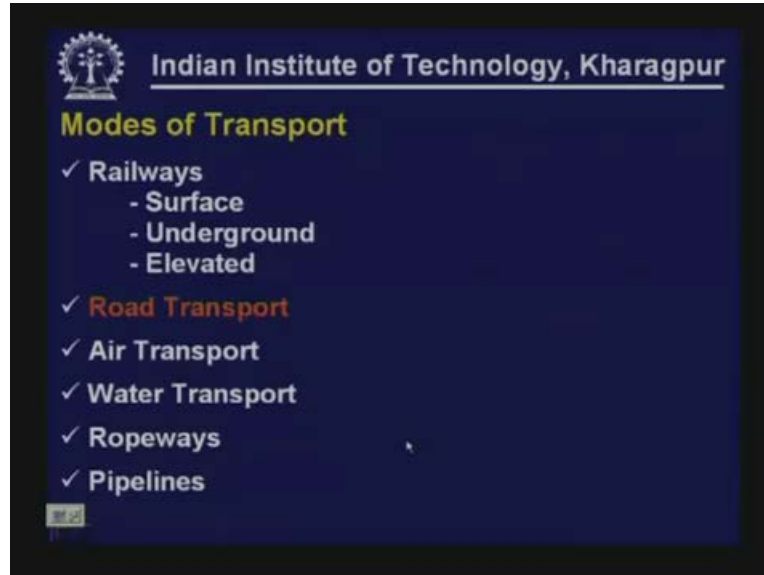 Indian Institute of Technology, Kharagpur
Modes of Transport
✓ Railways
- Surface
- Underground
- Elevated
✓ Road Transport
✓ Air Transport
✓ Water Transport
✓ Ropeways
✓ Pipelines